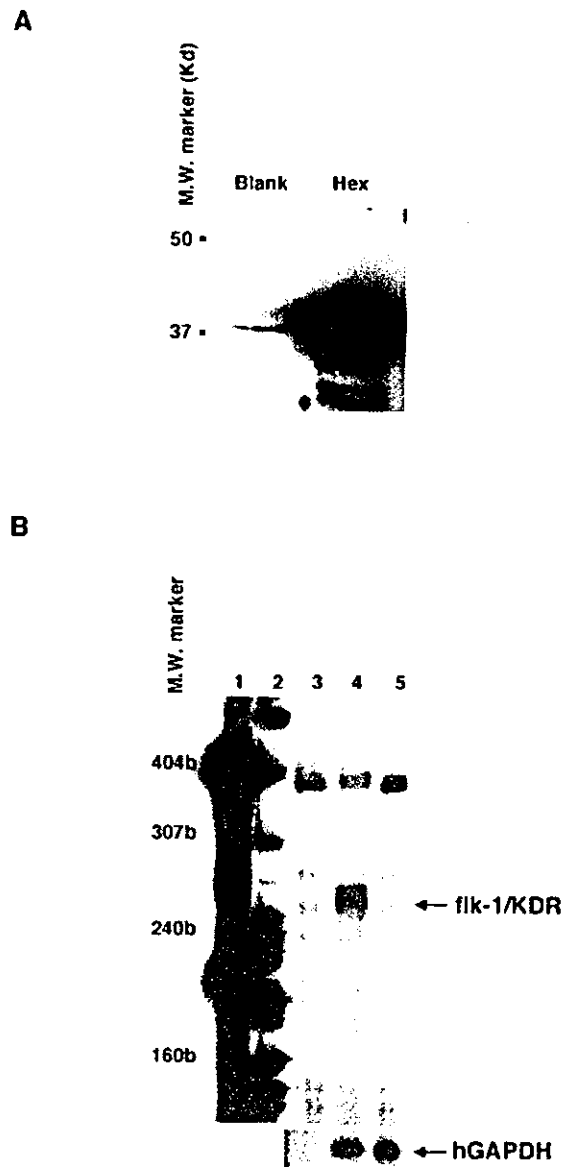 A
M.W. marker (Kd)
Blank Hex
50
37
B
M.W. marker
1 2 3 4 5
404b
307b
flk-1/KDR
240b
160b
hGAPDH